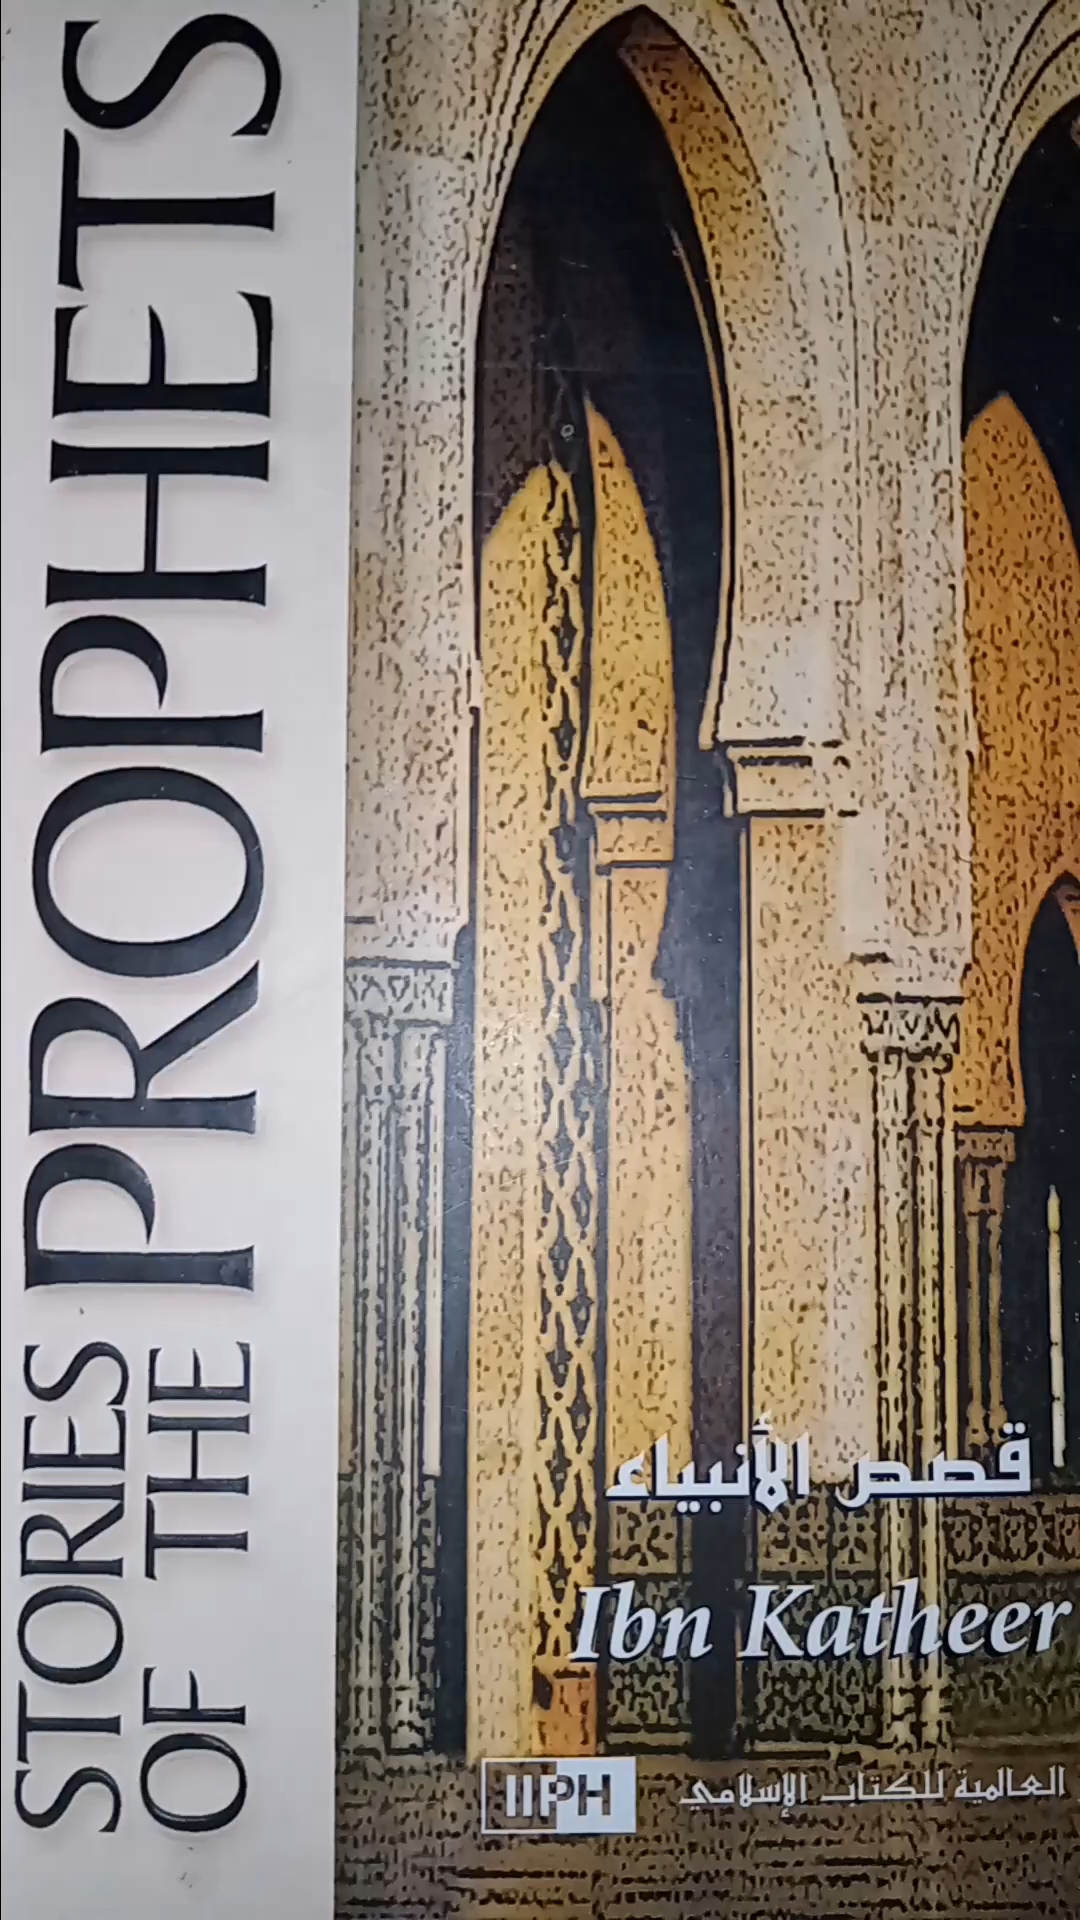 STORIES
OF THE
PROPHETS
قصص الأنبياء
Ibn Katheer
IIPH
العالمية للكتاب الإسلامي